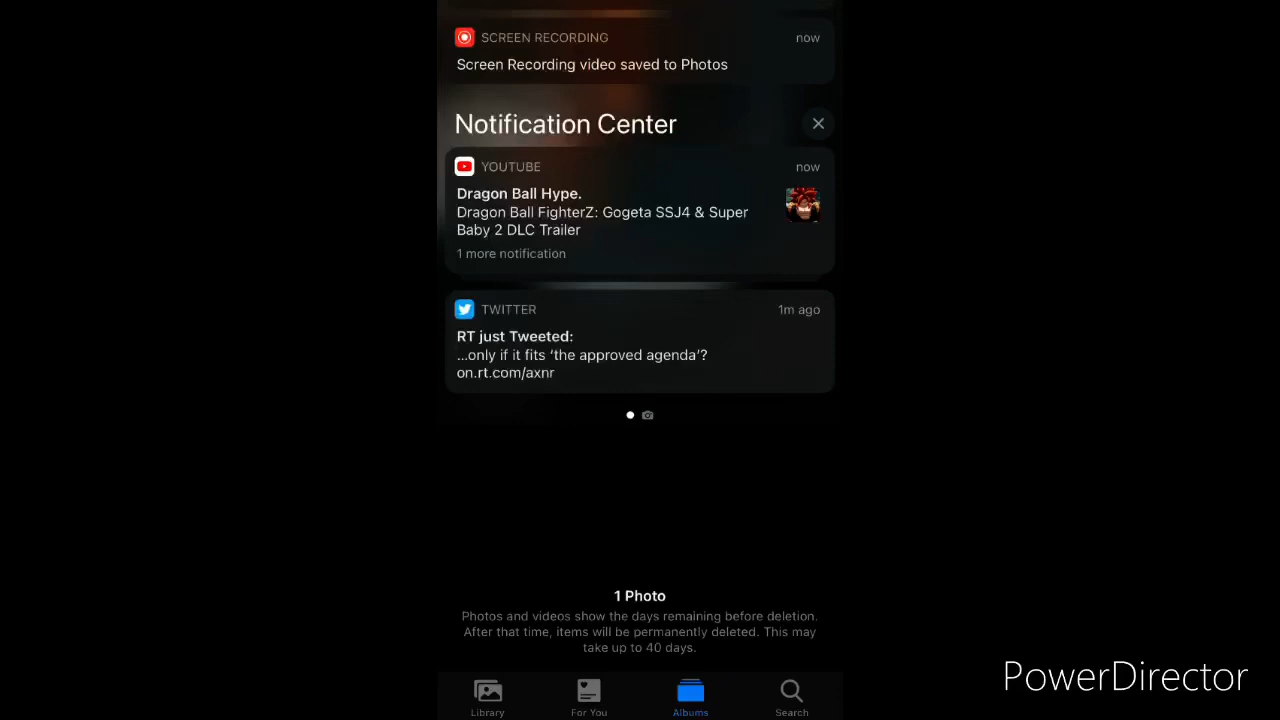 SCREEN RECORDING
now
Screen Recording video saved to Photos
Notification Center
YOUTUBE
now
Dragon Ball Hype.
Dragon Ball FighterZ: Gogeta SSJ4 & Super
Baby 2 DLC Trailer
1 more notification
TWITTER
1m ago
RT just Tweeted:
...only if it fits ‘the approved agenda’?
on.rt.com/axnr
1 Photo
Photos and videos show the days remaining before deletion.
After that time, items will be permanently deleted. This may
take up to 40 days.
Library
For You
Albums
Search
PowerDirector